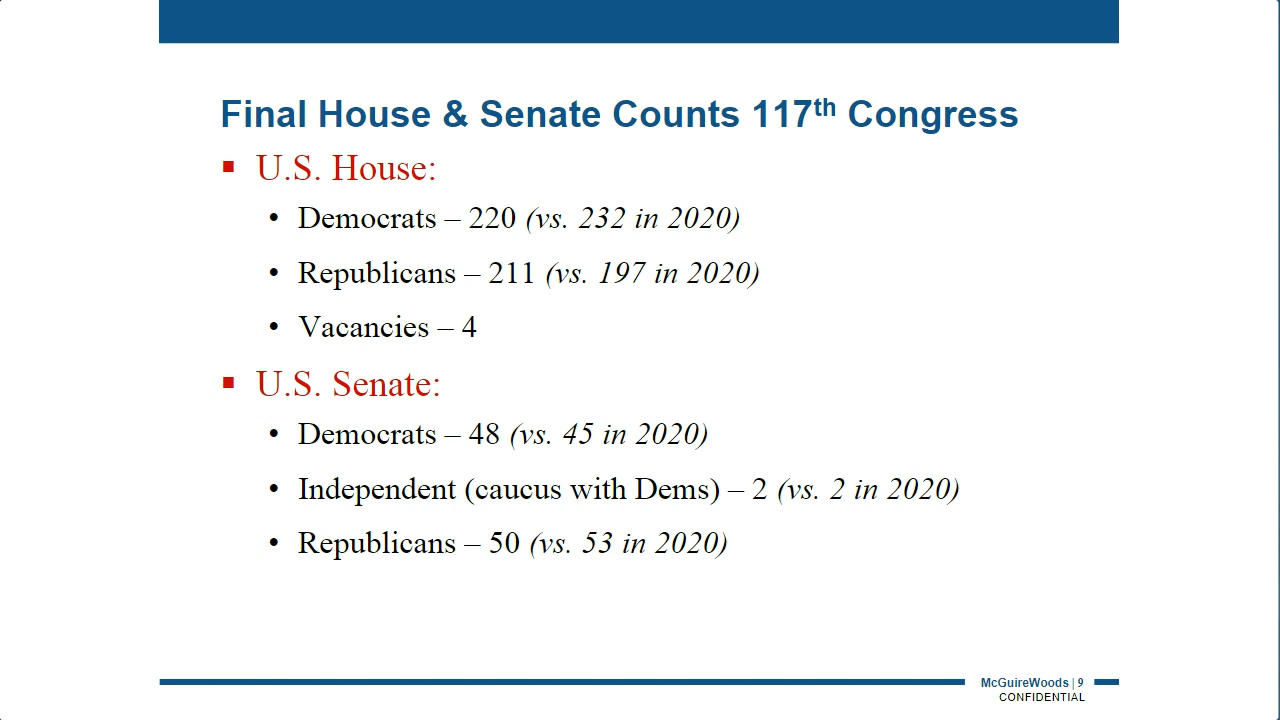 Final House & Senate Counts 117th Congress
▪ U.S. House:
• Democrats – 220 (vs. 232 in 2020)
• Republicans – 211 (vs. 197 in 2020)
• Vacancies – 4
▪ U.S. Senate:
• Democrats – 48 (vs. 45 in 2020)
• Independent (caucus with Dems) – 2 (vs. 2 in 2020)
• Republicans – 50 (vs. 53 in 2020)
McGuireWoods | 9
CONFIDENTIAL